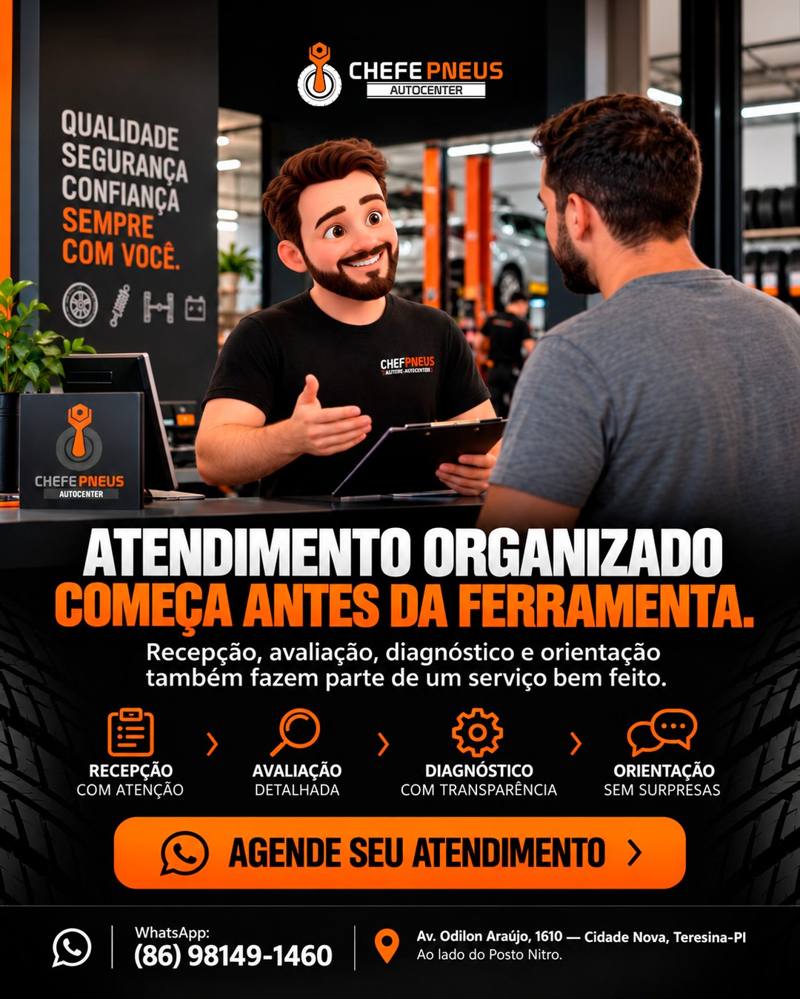 CHEFE PNEUS
AUTOCENTER
QUALIDADE
SEGURANÇA
CONFIANÇA
SEMPRE
COM VOCÊ.
CHEFPNEUS
CHEFE PNEUS
AUTOCENTER
ATENDIMENTO ORGANIZADO
COMEÇA ANTES DA FERRAMENTA.
Recepção, avaliação, diagnóstico e orientação
também fazem parte de um serviço bem feito.
RECEPÇÃO
COM ATENÇÃO
AVALIAÇÃO
DETALHADA
DIAGNÓSTICO
COM TRANSPARÊNCIA
ORIENTAÇÃO
SEM SURPRESAS
AGENDE SEU ATENDIMENTO
WhatsApp:
(86) 98149-1460
Av. Odilon Araújo, 1610 — Cidade Nova, Teresina-PI
Ao lado do Posto Nitro.